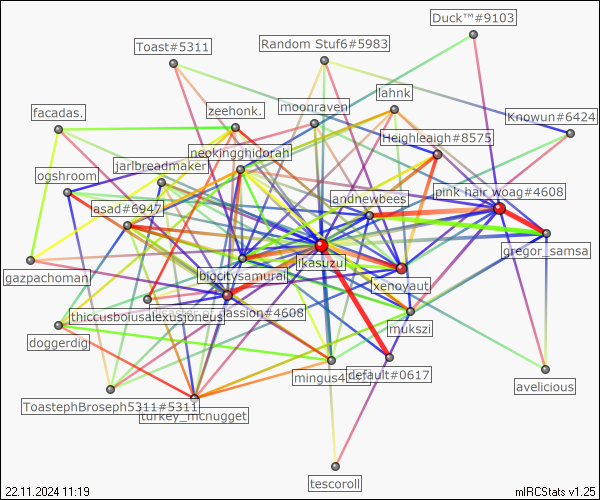 Duck™#9103
Toast#5311
Random Stuf6#5983
lahnk
facadas.
zeehonk.
moonraven
Knowun#6424
Heighleaigh#8575
neokinghidorah
jarlbreadmaker
ogshroom
pink hair woag#4608
andnewbees
asad#6947
gregor_samsa
lkasuzu
gazpachoman
bigcitysamurai
xenoyaut
thiccusboiusalexusjoneus
passion#4608
mukszi
doggerdig
mingus4
default#0617
avelicious
ToastephBroseph5311#5311
turkey_mcnugget
tescoroll
22.11.2024 11:19
mIRCStats v1.25